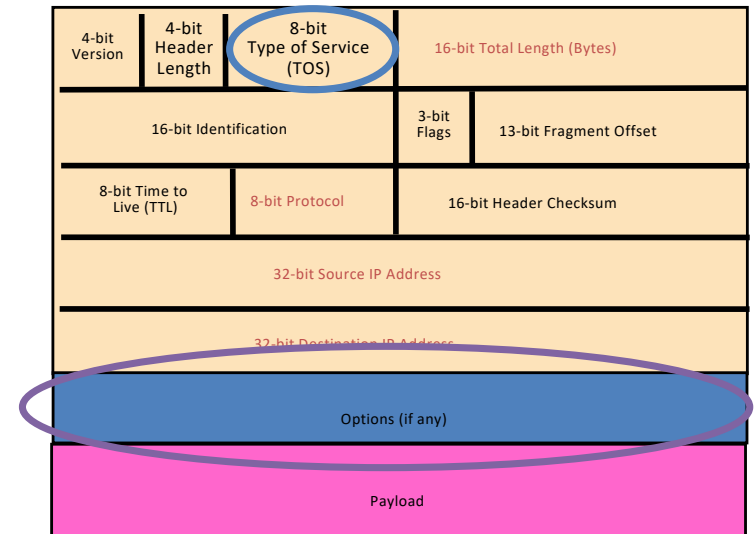 4-bit
Version
4-bit
Header
Length
8-bit
Type of Service
(TOS)
16-bit Total Length (Bytes)
16-bit Identification
3-bit
Flags
13-bit Fragment Offset
8-bit Time to
Live (TTL)
8-bit Protocol
16-bit Header Checksum
32-bit Source IP Address
32-bit Destination IP Address
Options (if any)
Payload